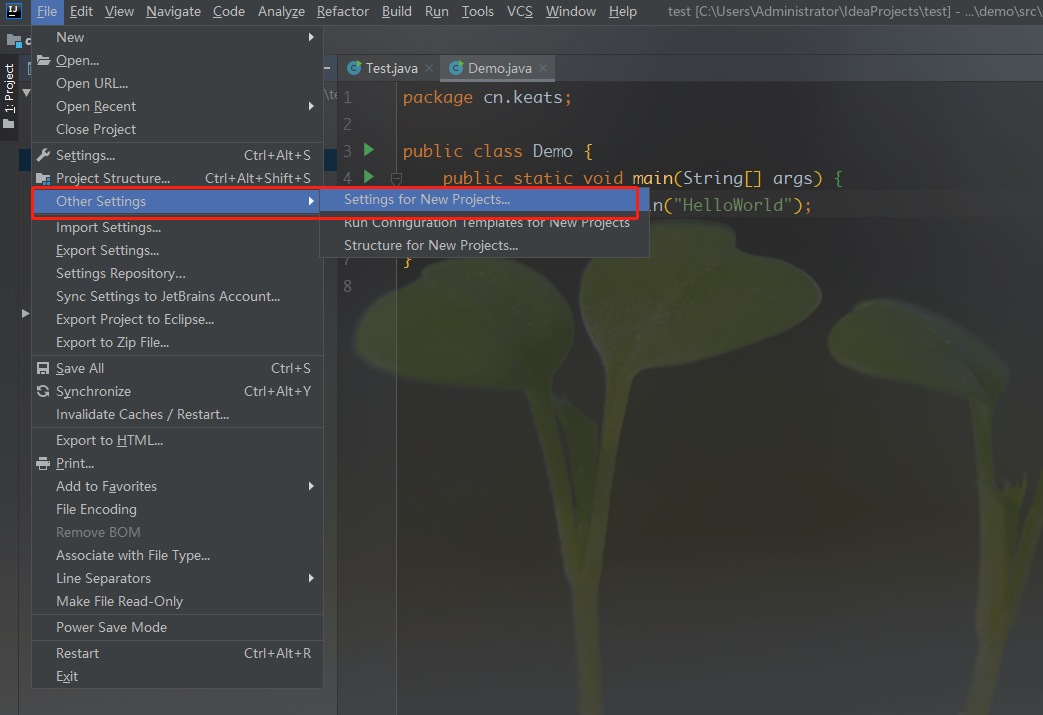 IJ File Edit View Navigate Code Analyze Refactor Build Run Tools VCS Window Help test [C:\Users\Administrator\IdeaProjects\test] - ...\demo\src\
1: Project
New
Open...
Open URL...
Open Recent
Close Project
Settings... Ctrl+Alt+S
Project Structure... Ctrl+Alt+Shift+S
Other Settings
Import Settings...
Export Settings...
Settings Repository...
Sync Settings to JetBrains Account...
Export Project to Eclipse...
Export to Zip File...
Save All Ctrl+S
Synchronize Ctrl+Alt+Y
Invalidate Caches / Restart...
Export to HTML...
Print...
Add to Favorites
File Encoding
Remove BOM
Associate with File Type...
Line Separators
Make File Read-Only
Power Save Mode
Restart Ctrl+Alt+R
Exit
Settings for New Projects...
Run Configuration Templates for New Projects
Structure for New Projects...
Test.java Demo.java
1 package cn.keats;
2
3 public class Demo {
4 public static void main(String[] args) {
n("HelloWorld");
7 }
8